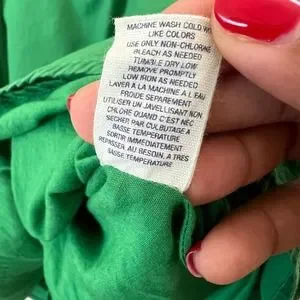 MACHINE WASH COLD W
LIKE COLORS
USE ONLY NON-CHLORINE
BLEACH AS NEEDED
TUMBLE DRY LOW
REMOVE PROMPTLY
LOW IRON AS NEEDED
LAVER A LA MACHINE A L'EAU
FROIDE SEPAREMENT
UTILISER UN JAVELLISANT NON
CHLORE QUAND C'EST NEC
SECHER PAR CULBUTAGE A
BASSE TEMPERATURE
SORTIR IMMEDIATEMENT
REPASSER AU BESOIN, A TRES
BASSE TEMPERATURE